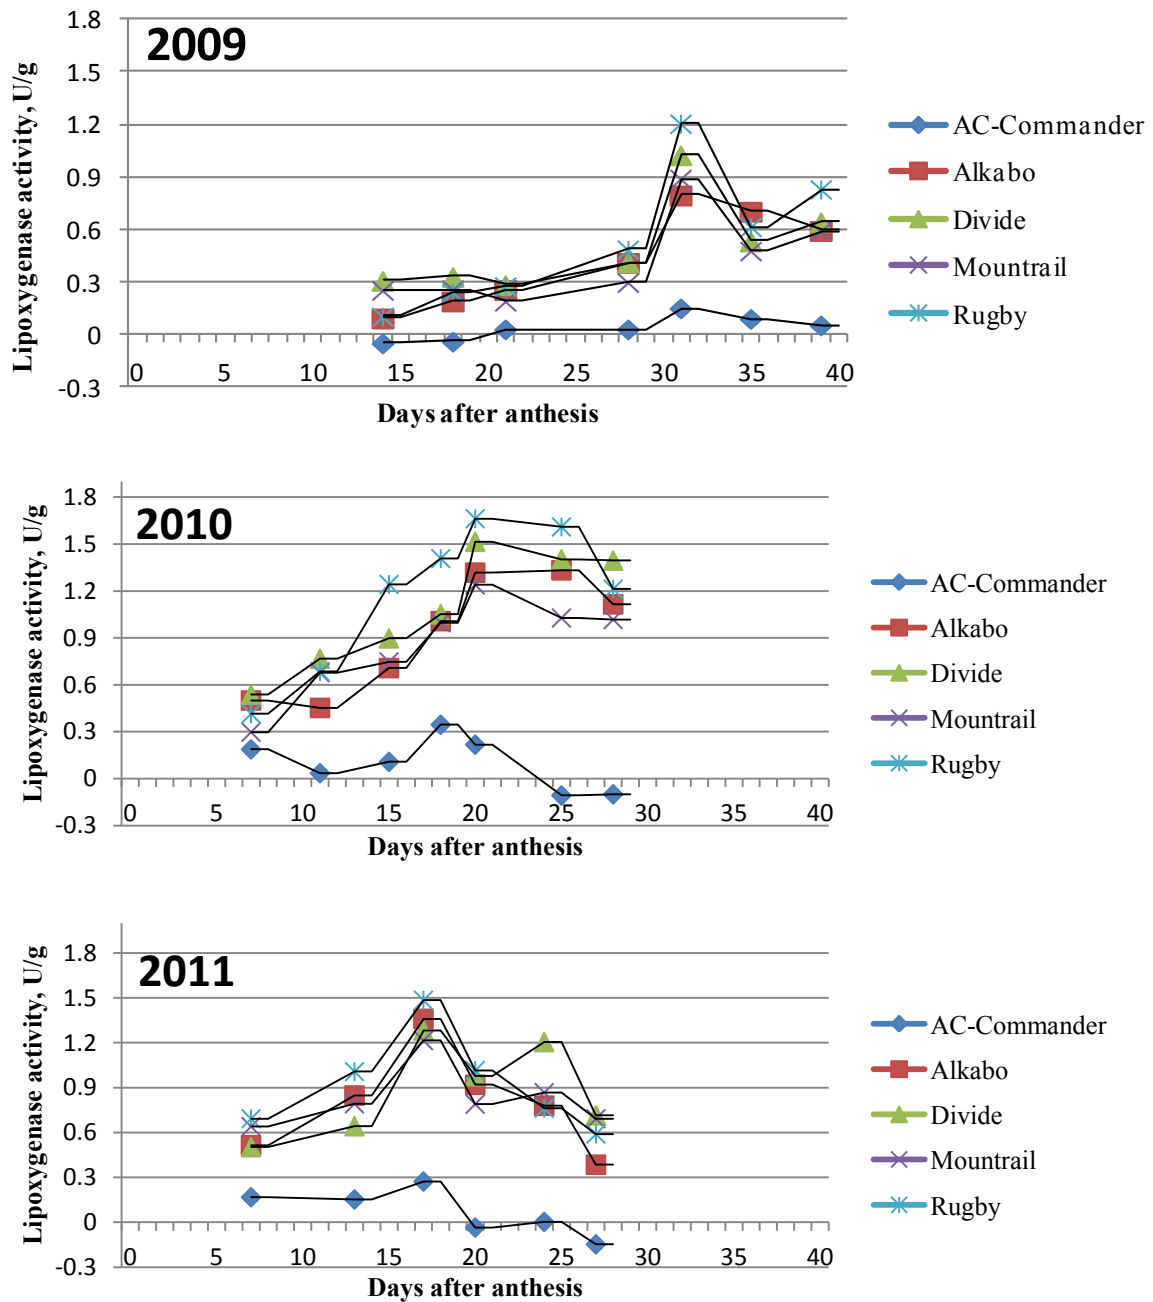 2009
Lipoxygenase activity, U/g
1.8
1.5
1.2
0.9
0.6
0.3
0
-0.3
0 5 10 15 20 25 30 35 40
Days after anthesis
AC-Commander
Alkabo
Divide
Mountrail
Rugby
2010
Lipoxygenase activity, U/g
1.8
1.5
1.2
0.9
0.6
0.3
0
-0.3
0 5 10 15 20 25 30 35 40
Days after anthesis
AC-Commander
Alkabo
Divide
Mountrail
Rugby
2011
Lipoxygenase activity, U/g
1.8
1.5
1.2
0.9
0.6
0.3
0
-0.3
0 5 10 15 20 25 30 35 40
Days after anthesis
AC-Commander
Alkabo
Divide
Mountrail
Rugby